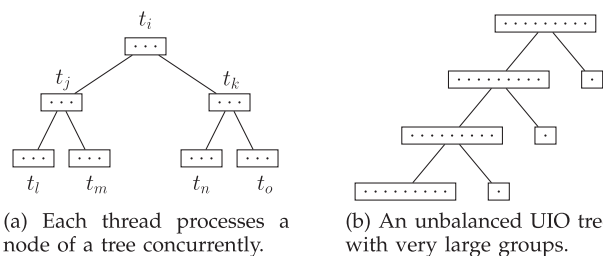 t_i
t_j
t_k
t_l t_m t_n t_o
(a) Each thread processes a
node of a tree concurrently.
(b) An unbalanced UIO tre
with very large groups.